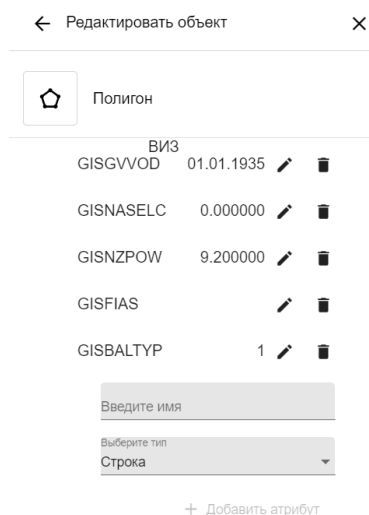 Редактировать объект
Полигон
ВИЗ
GISGVVOD 01.01.1935
GISNASELC 0.000000
GISNZPOW 9.200000
GISFIAS
GISBALTYP 1
Введите имя
Выберите тип
Строка
+ Добавить атрибут